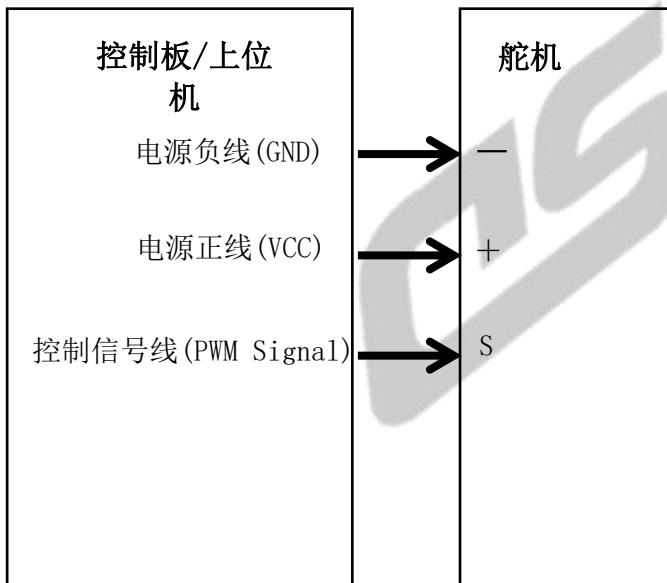 控制板/上位
机
舵机
电源负线(GND)
—
电源正线(VCC)
+
控制信号线(PWM Signal)
S